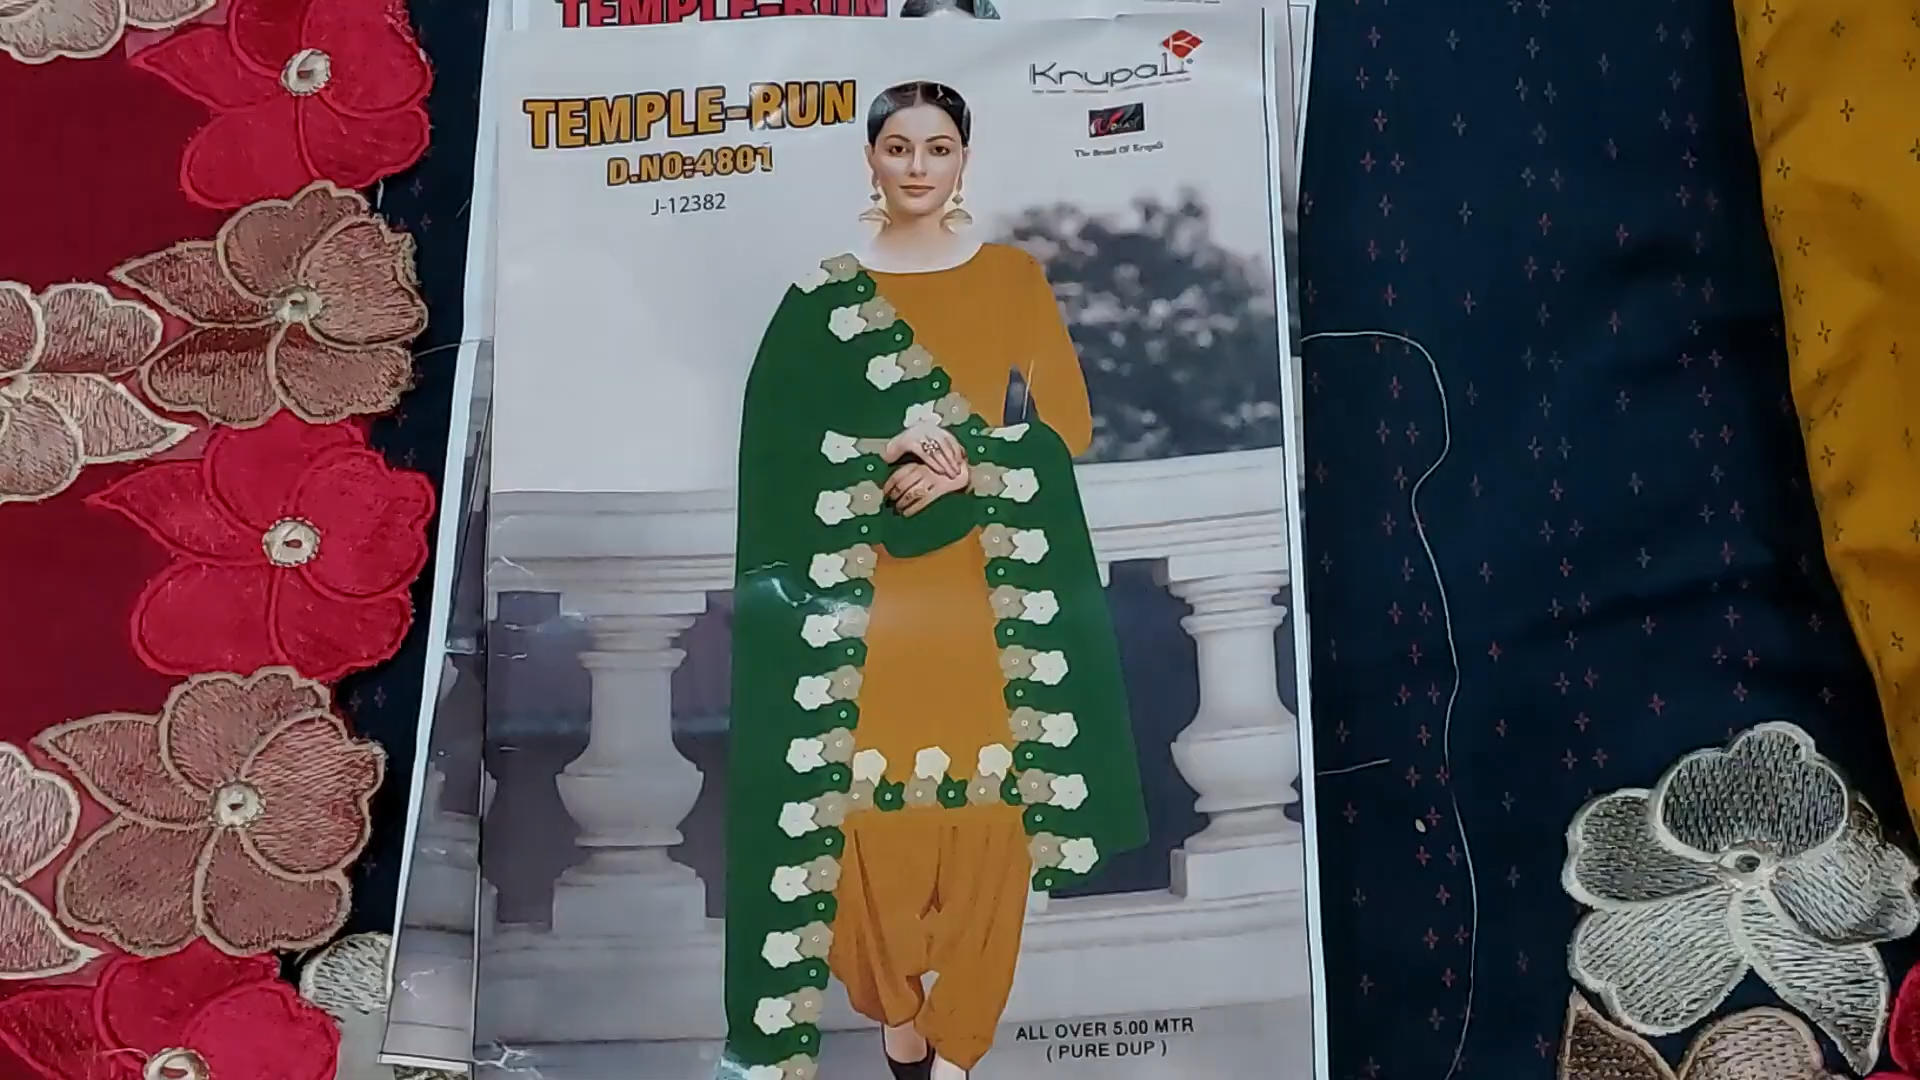 TEMPLE-RUN
Krupali
TEMPLE-RUN
D.NO:4801
J-12382
The Brand Of Krupali
ALL OVER 5.00 MTR
( PURE DUP )